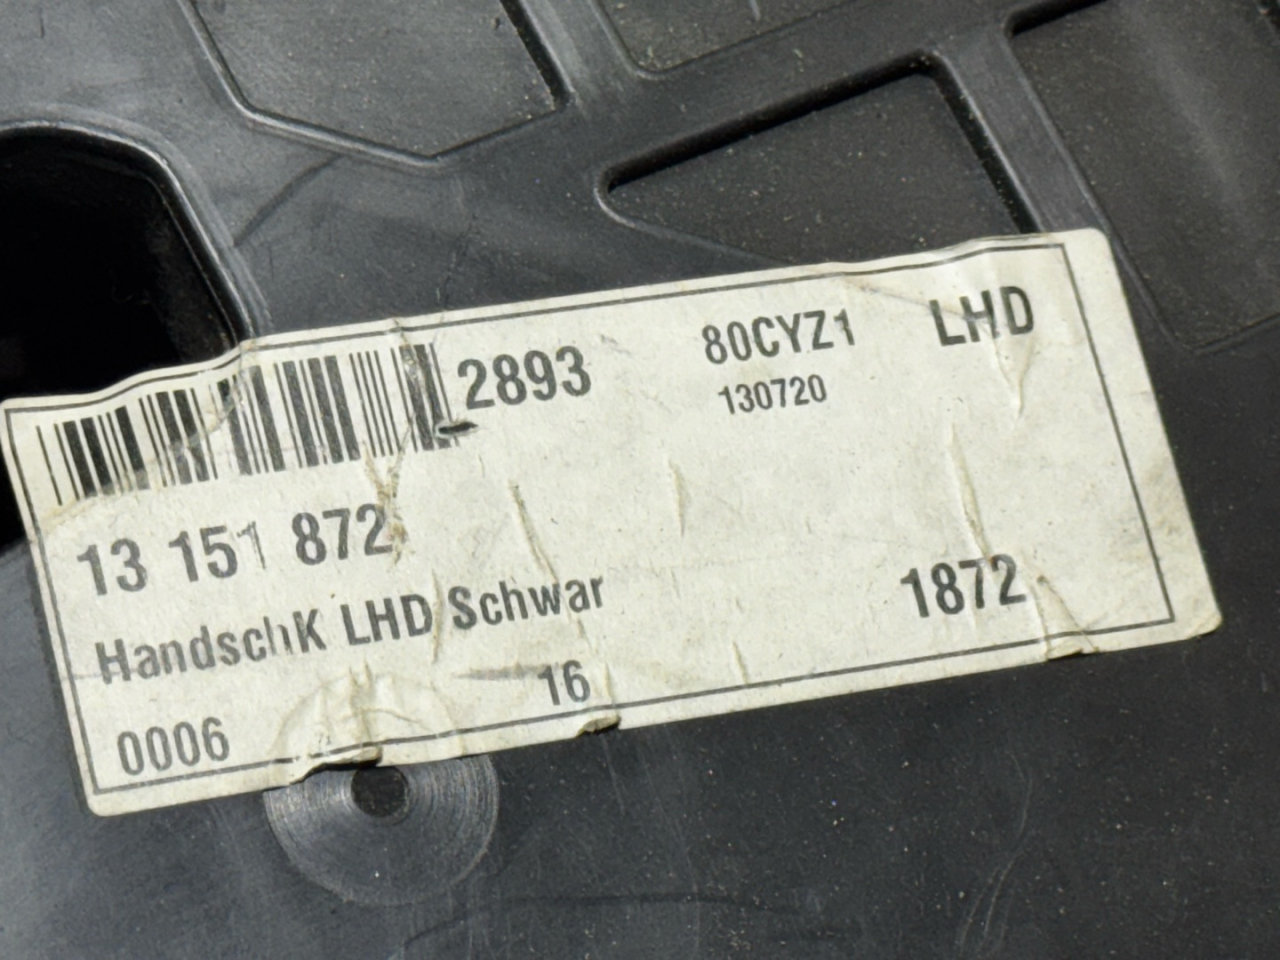 2893 80CYZ1 LHD
130720
13 151 872
HandschK LHD Schwar 1872
0006 16